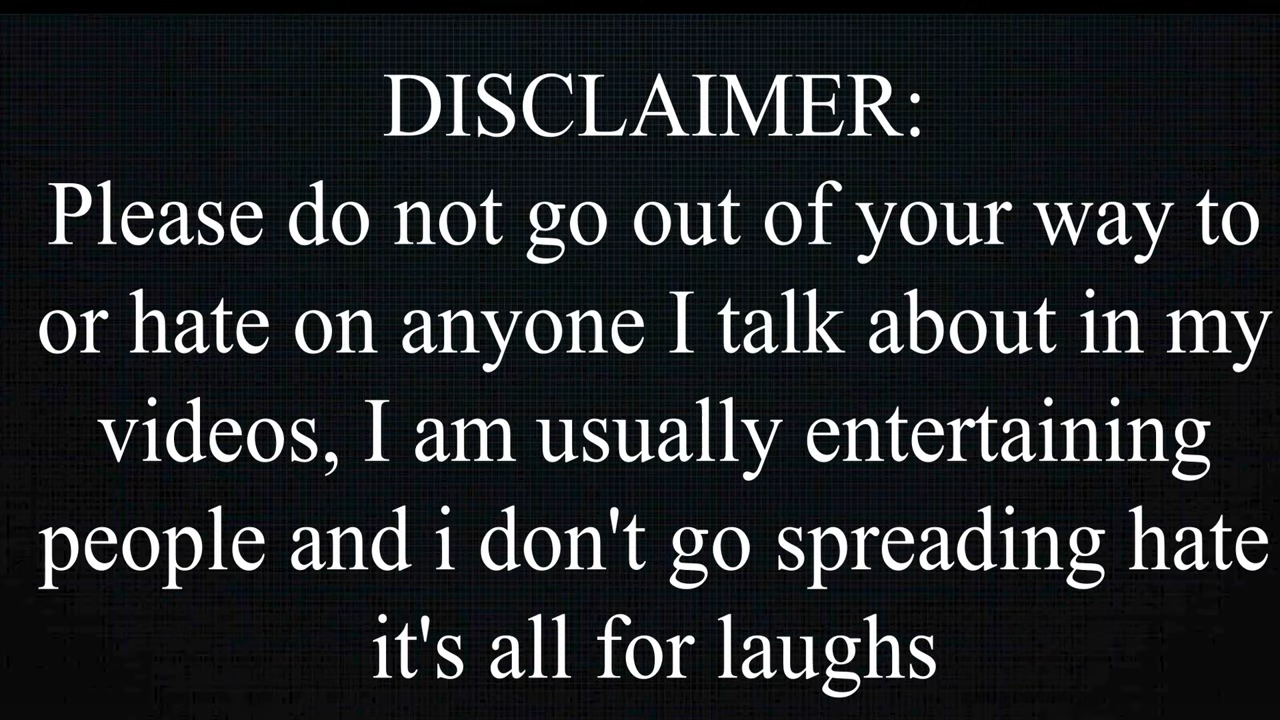 DISCLAIMER:
Please do not go out of your way to
or hate on anyone I talk about in my
videos, I am usually entertaining
people and i don't go spreading hate
it's all for laughs